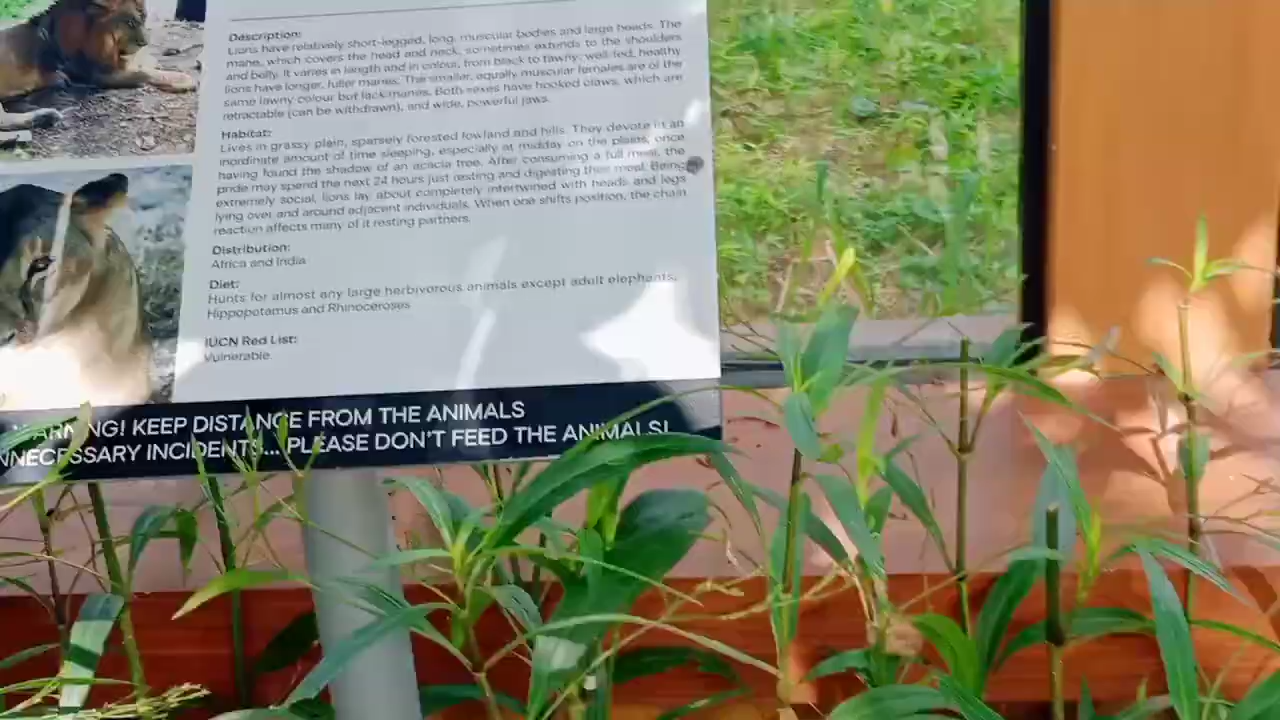 Description:
Lions have relatively short-legged, long, muscular bodies and large heads. The
mane, which covers the head and neck, sometimes extends to the shoulders
and belly. It varies in length and in colour, from black to tawny; well-fed, healthy
lions have longer, fuller manes. The smaller, equally muscular females are of the
same tawny colour but lack manes. Both sexes have hooked claws, which are
retractable (can be withdrawn), and wide, powerful jaws.
Habitat:
Lives in grassy plain, sparsely forested lowland and hills. They devote in an
inordinate amount of time sleeping, especially at midday on the plains, once
having found the shadow of an acacia tree. After consuming a full meal, the
pride may spend the next 24 hours just resting and digesting their meal. Being
extremely social, lions lay about completely intertwined with heads and legs
lying over and around adjacent individuals. When one shifts position, the chain
reaction affects many of it resting partners.
Distribution:
Africa and India
Diet:
Hunts for almost any large herbivorous animals except adult elephants,
Hippopotamus and Rhinoceroses
IUCN Red List:
Vulnerable
WARNING! KEEP DISTANCE FROM THE ANIMALS
NNECESSARY INCIDENTS... PLEASE DON'T FEED THE ANIMALS!